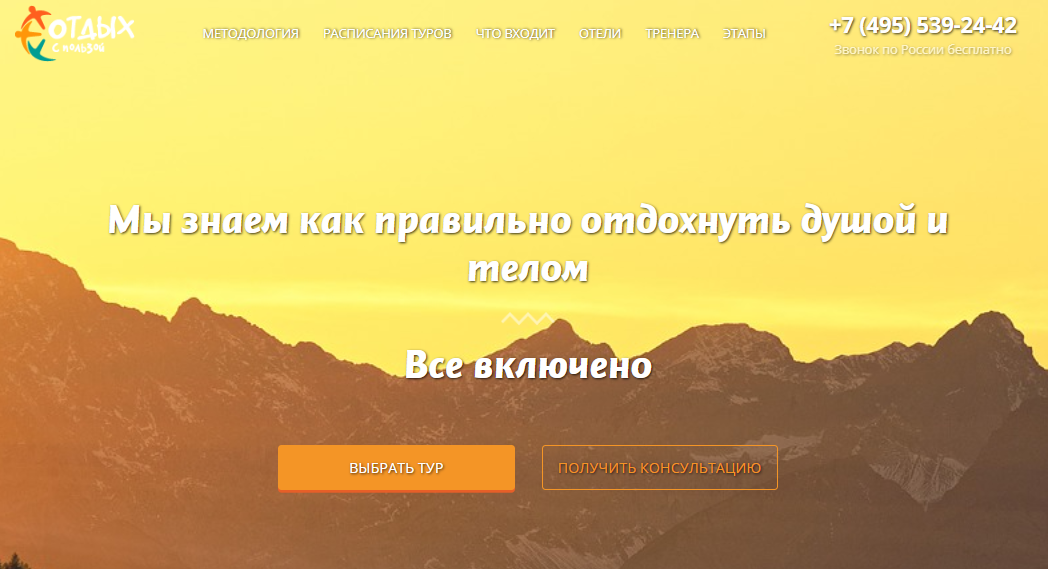 ОТДЫХ
С ПОЛЬЗОЙ
МЕТОДОЛОГИЯ РАСПИСАНИЯ ТУРОВ ЧТО ВХОДИТ ОТЕЛИ ТРЕНЕРА ЭТАПЫ
+7 (495) 539-24-42
Звонок по России бесплатно
Мы знаем как правильно отдохнуть душой и
телом
Все включено
ВЫБРАТЬ ТУР ПОЛУЧИТЬ КОНСУЛЬТАЦИЮ